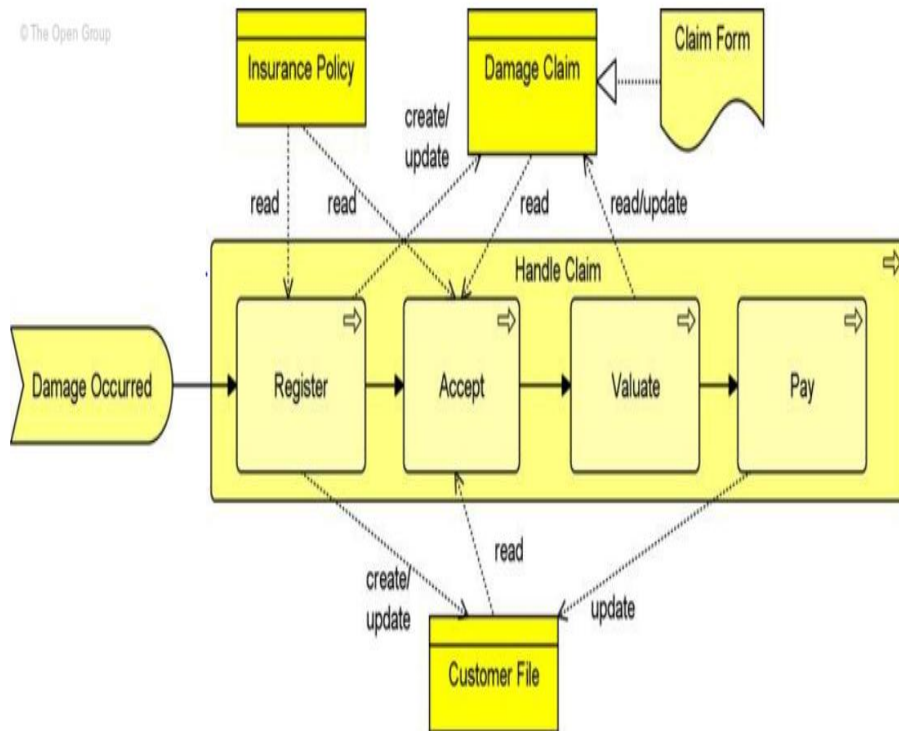 © The Open Group
Insurance Policy
Damage Claim
Claim Form
create/
update
read
read
read
read/update
Handle Claim
Damage Occurred
Register
Accept
Valuate
Pay
create/
update
read
update
Customer File